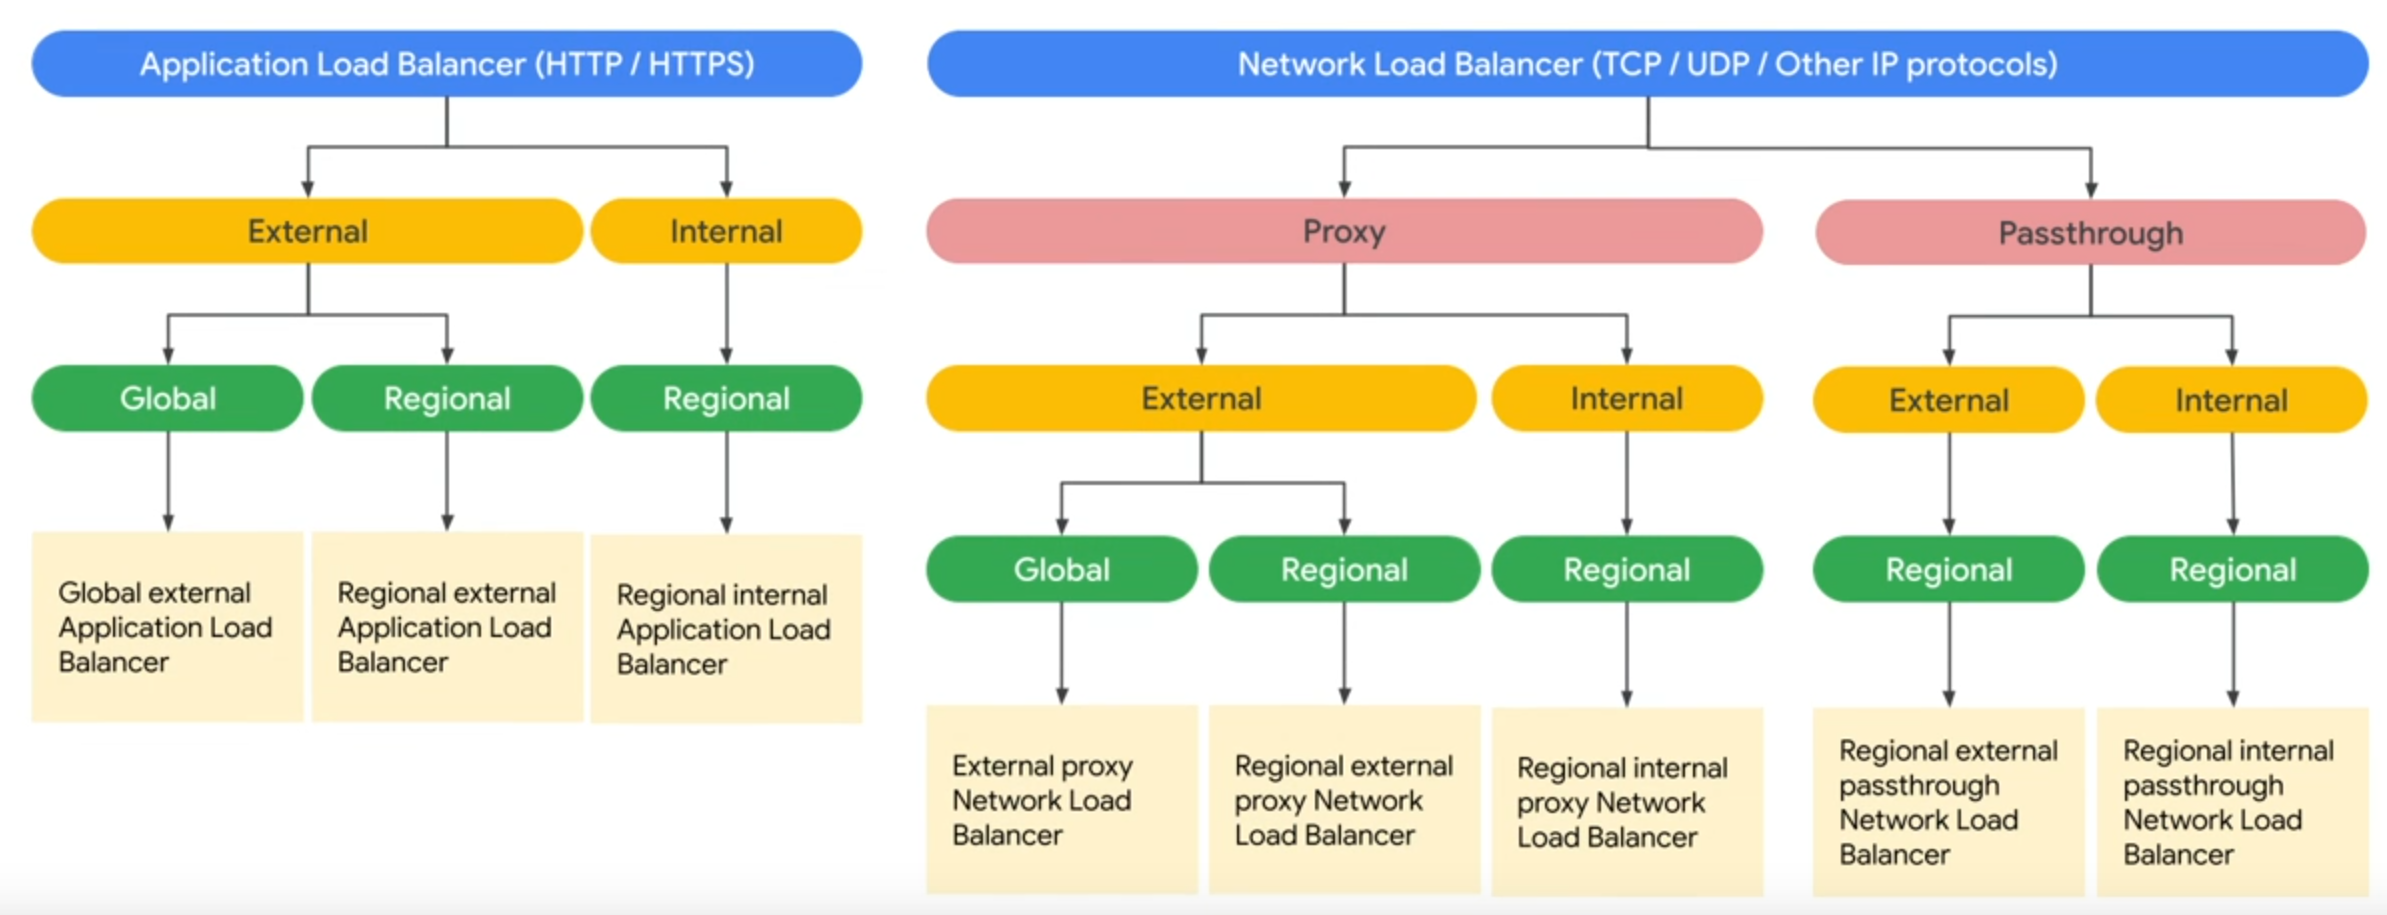 Application Load Balancer (HTTP / HTTPS)
Network Load Balancer (TCP / UDP / Other IP protocols)
External
Internal
Proxy
Passthrough
Global
Regional
Regional
External
Internal
External
Internal
Global
Regional
Regional
Regional
Regional
Global external
Application Load
Balancer
Regional external
Application Load
Balancer
Regional internal
Application Load
Balancer
External proxy
Network Load
Balancer
Regional external
proxy Network
Load Balancer
Regional internal
proxy Network
Load Balancer
Regional external
passthrough
Network Load
Balancer
Regional internal
passthrough
Network Load
Balancer